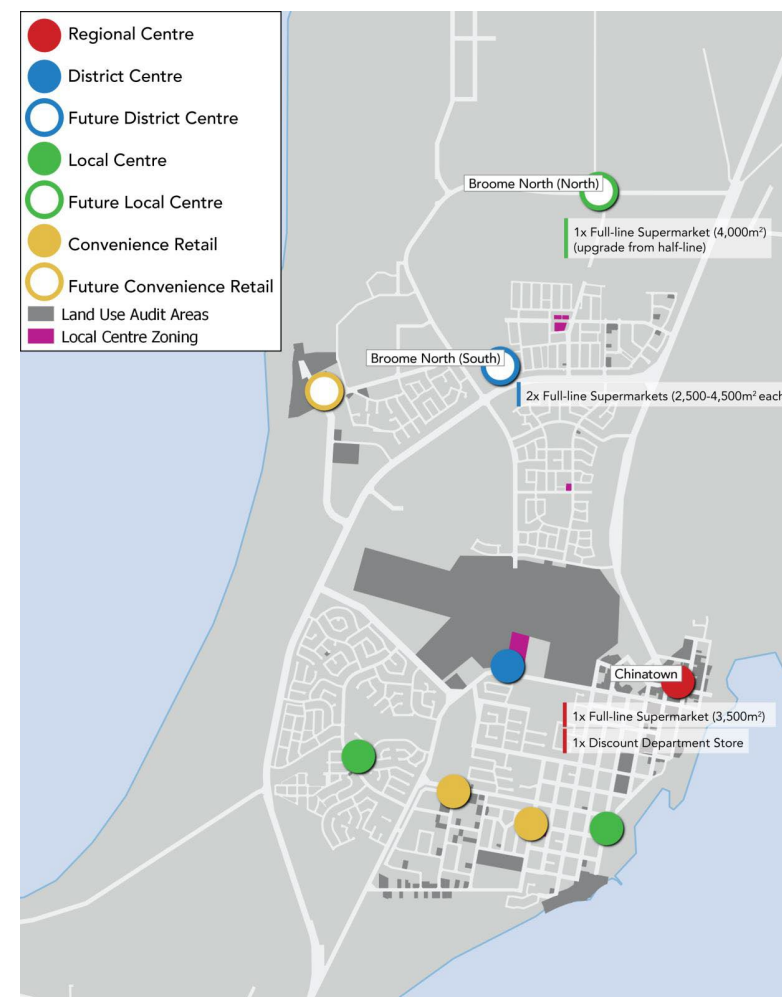 Regional Centre
District Centre
Future District Centre
Local Centre
Future Local Centre
Convenience Retail
Future Convenience Retail
Land Use Audit Areas
Local Centre Zoning
Broome North (North)
1x Full-line Supermarket (4,000m²)
(upgrade from half-line)
Broome North (South)
2x Full-line Supermarkets (2,500-4,500m² each
Chinatown
1x Full-line Supermarket (3,500m²)
1x Discount Department Store